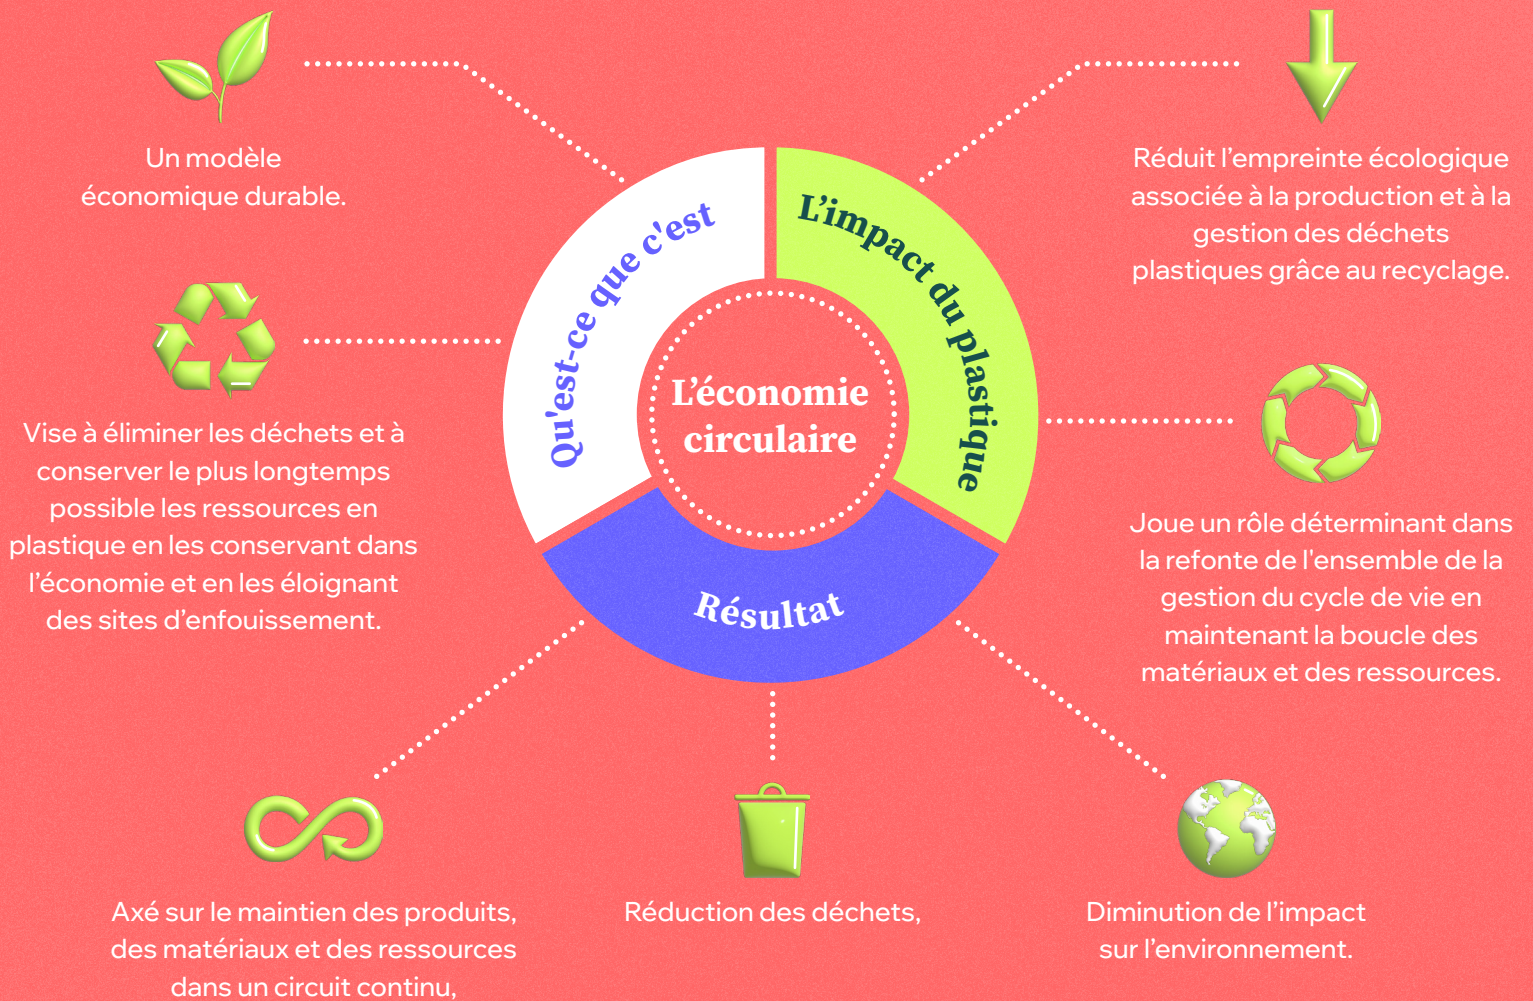 Un modèle
économique durable.
Vise à éliminer les déchets et à
conserver le plus longtemps
possible les ressources en
plastique en les conservant dans
l’économie et en les éloignant
des sites d’enfouissement.
Qu'est-ce que c'est
L’impact du plastique
L’économie
circulaire
Résultat
Réduit l’empreinte écologique
associée à la production et à la
gestion des déchets
plastiques grâce au recyclage.
Joue un rôle déterminant dans
la refonte de l'ensemble de la
gestion du cycle de vie en
maintenant la boucle des
matériaux et des ressources.
Axé sur le maintien des produits,
des matériaux et des ressources
dans un circuit continu,
Réduction des déchets,
Diminution de l’impact
sur l’environnement.